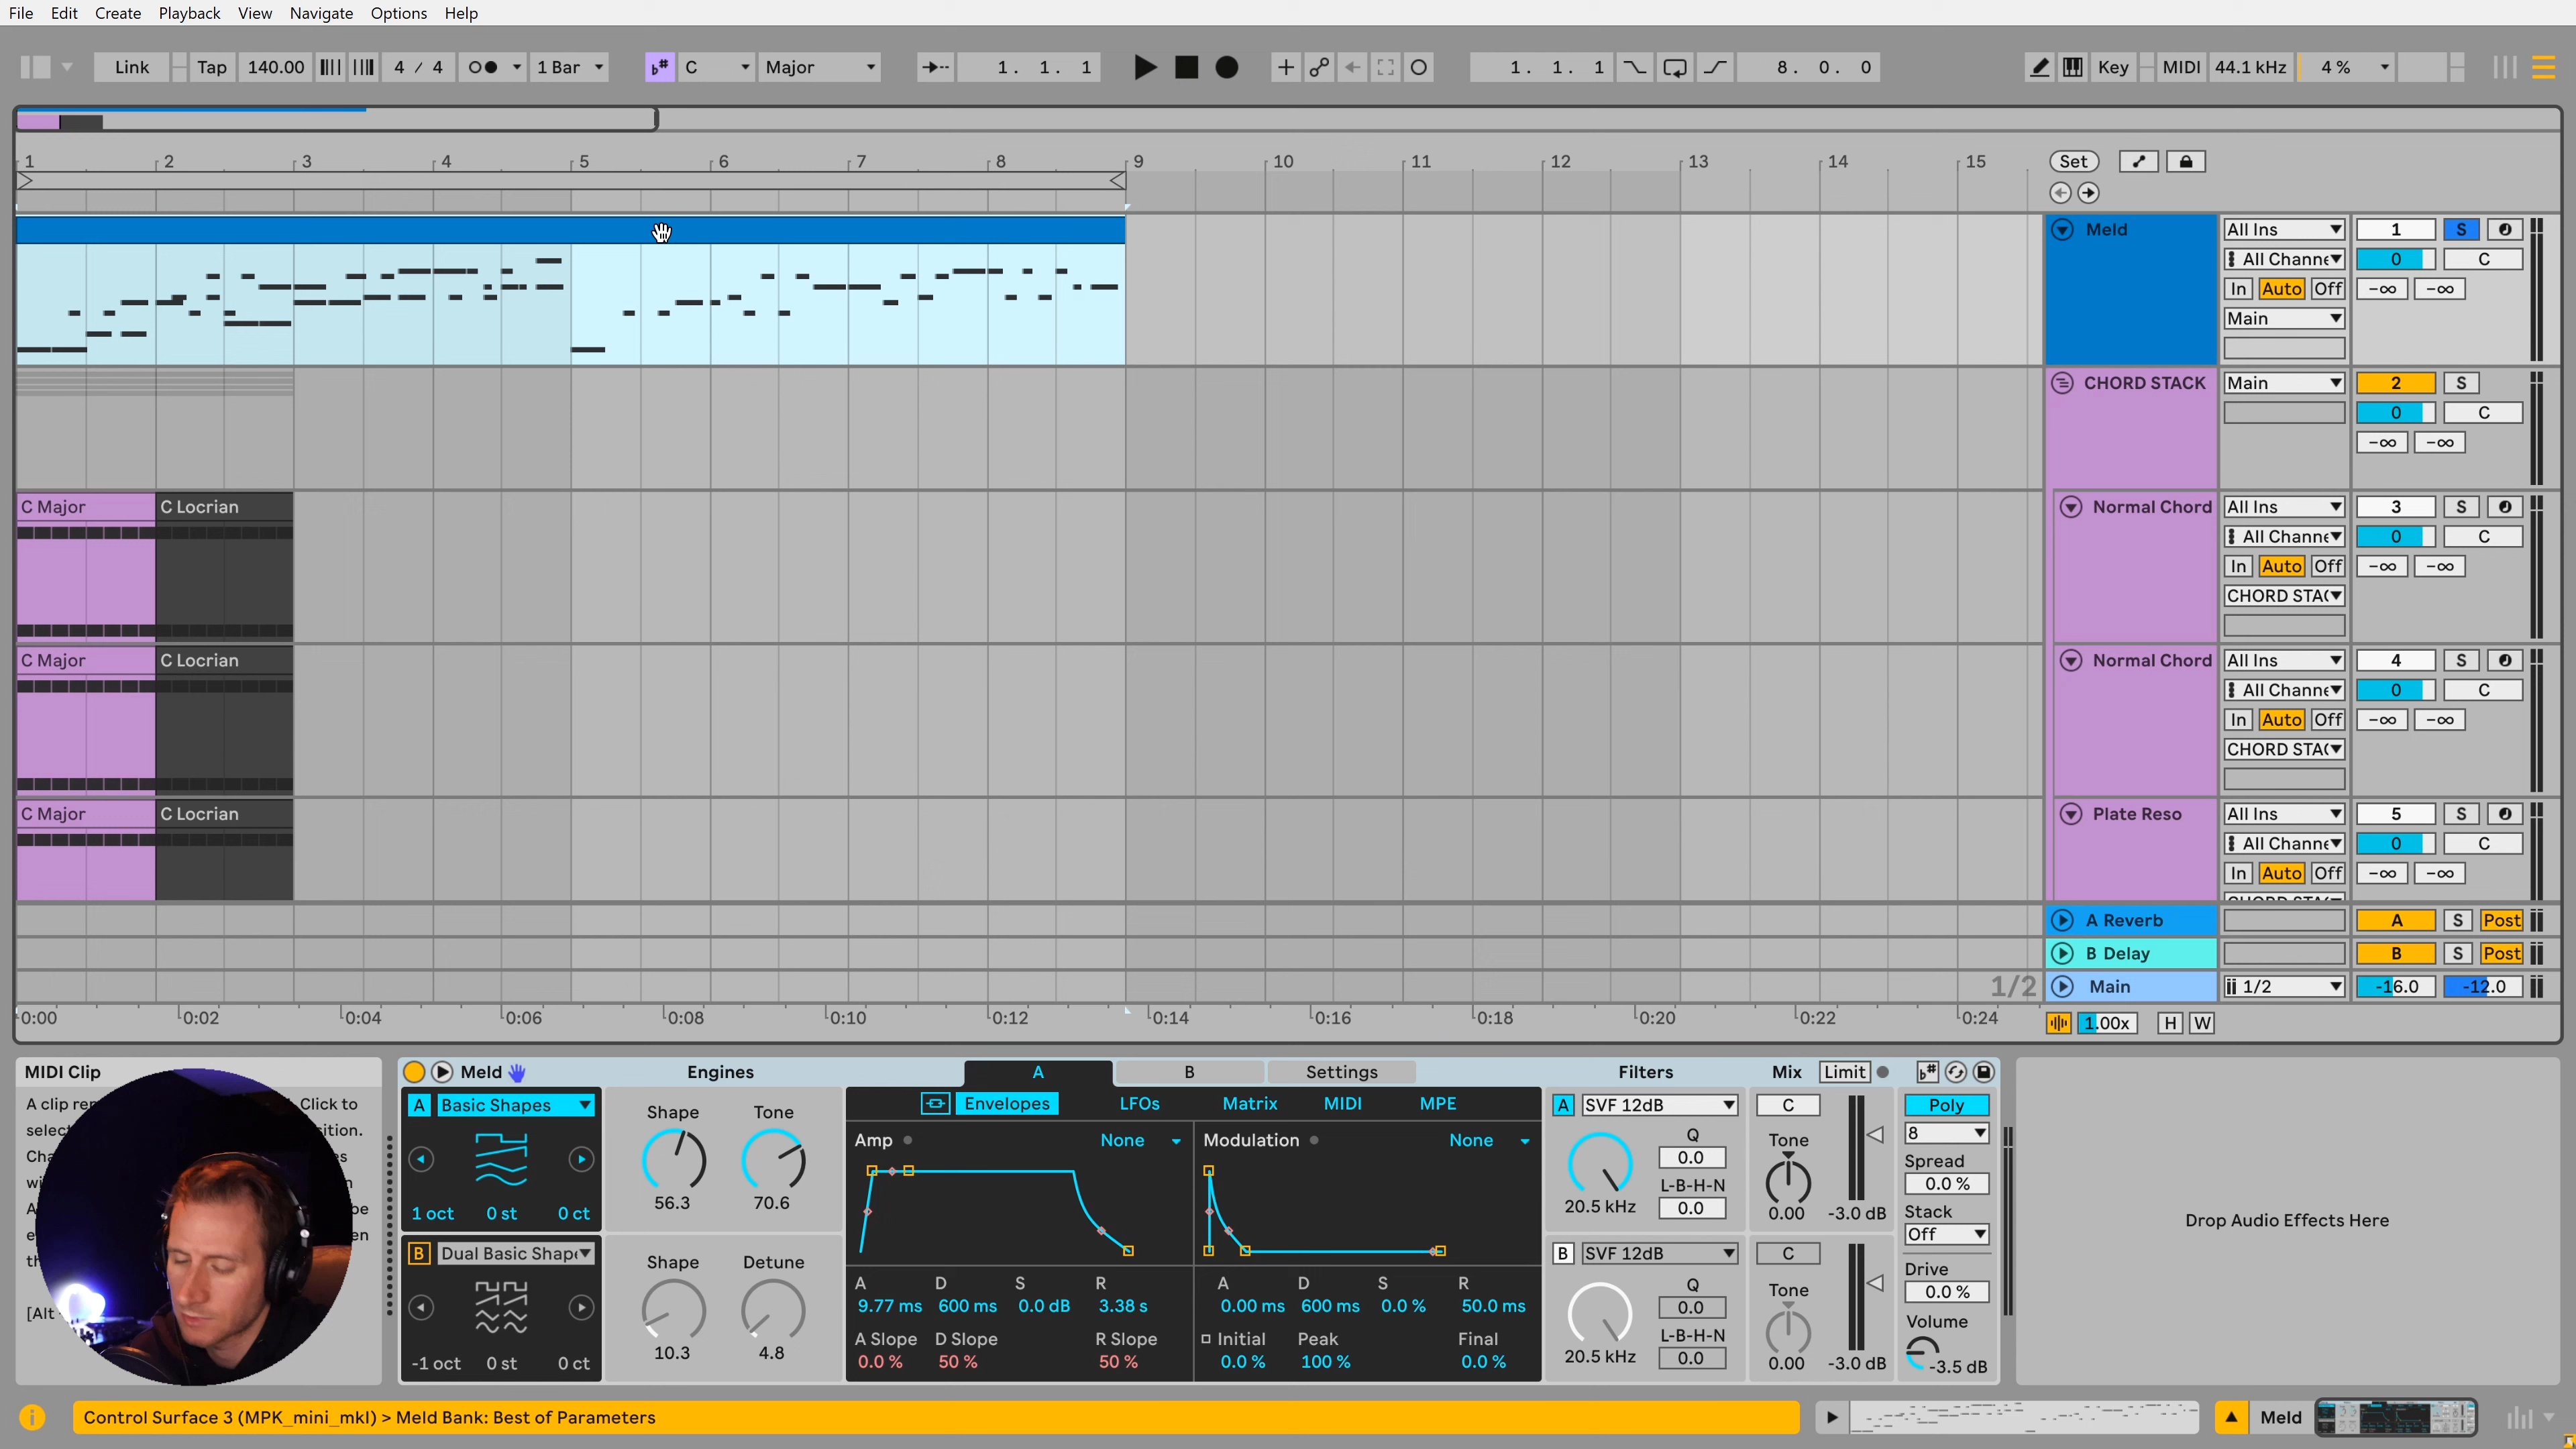 File Edit Create Playback View Navigate Options Help
Link Tap 140.00 4 / 4 1 Bar C Major 1. 1. 1 1. 1. 1 8. 0. 0 Key MIDI 44.1 kHz 4 %
1 2 3 4 5 6 7 8 9 10 11 12 13 14 15 Set
Meld All Ins 1 S
All Channe 0 C
In Auto Off -∞ -∞
Main
CHORD STACK Main 2 S
0 C
-∞ -∞
C Major C Locrian Normal Chord All Ins 3 S
All Channe 0 C
In Auto Off -∞ -∞
CHORD STA(
C Major C Locrian Normal Chord All Ins 4 S
All Channe 0 C
In Auto Off -∞ -∞
CHORD STA(
C Major C Locrian Plate Reso All Ins 5 S
All Channe 0 C
In Auto Off -∞ -∞
A Reverb A S Post
B Delay B S Post
1/2 Main 1/2 -16.0 -12.0
0:00 0:02 0:04 0:06 0:08 0:10 0:12 0:14 0:16 0:18 0:20 0:22 0:24 1.00x H W
MIDI Clip
A clip Click to
selec
[Alt
Meld Engines A B Settings Filters Mix Limit
A Basic Shapes Shape Tone Envelopes LFOs Matrix MIDI MPE A SVF 12dB C Poly
56.3 70.6 Amp None Modulation None Q 0.0 Tone 8
1 oct 0 st 0 ct 20.5 kHz L-B-H-N 0.0 0.00 -3.0 dB Spread 0.0 %
Stack Off
B Dual Basic Shape Shape Detune B SVF 12dB C
A D S R A D S R Q 0.0 Tone Drive 0.0 %
9.77 ms 600 ms 0.0 dB 3.38 s 0.00 ms 600 ms 0.0 % 50.0 ms
A Slope D Slope R Slope Initial Peak Final L-B-H-N Volume
-1 oct 0 st 0 ct 10.3 4.8 0.0 % 50 % 50 % 0.0 % 100 % 0.0 % 20.5 kHz 0.0 0.00 -3.0 dB -3.5 dB
Drop Audio Effects Here
Control Surface 3 (MPK_mini_mkI) > Meld Bank: Best of Parameters Meld